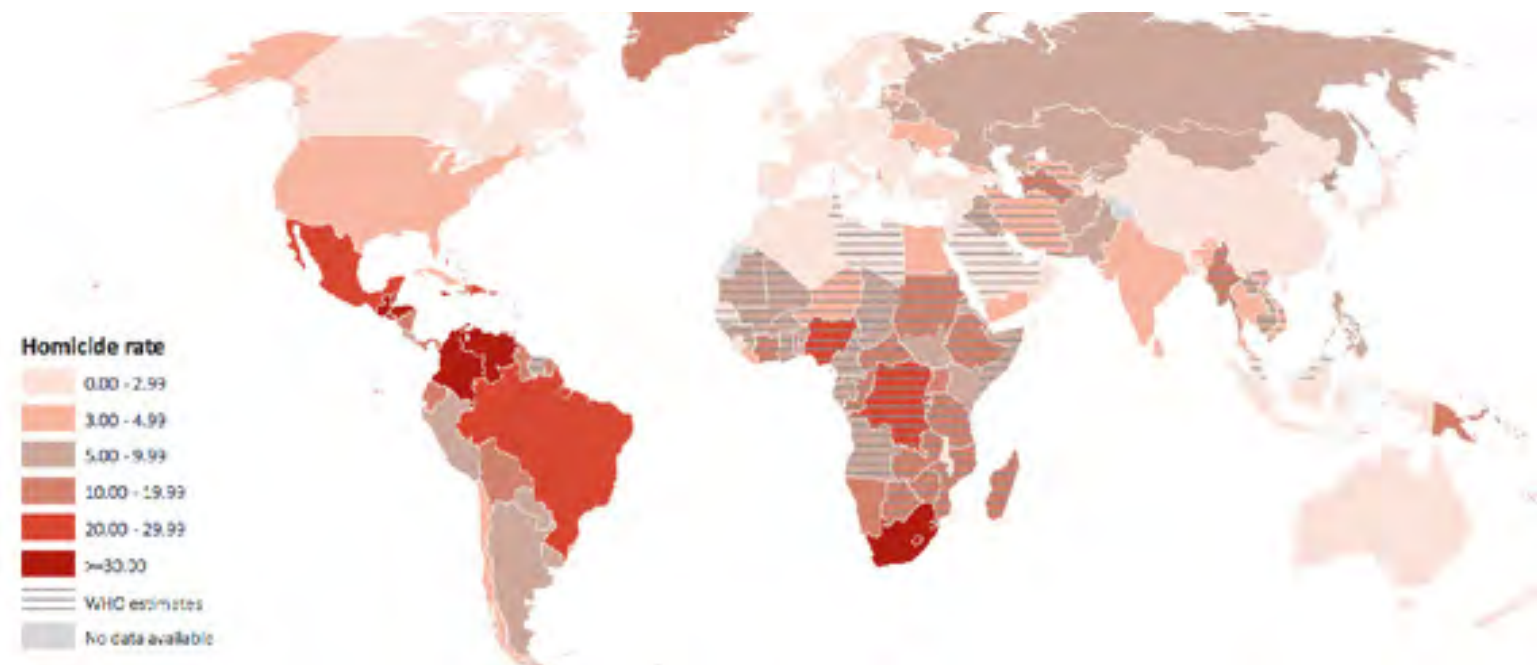 Homicide rate
0.00 - 2.99
3.00 - 4.99
5.00 - 9.99
10.00 - 19.99
20.00 - 29.99
>=30.00
WHO estimates
No data available